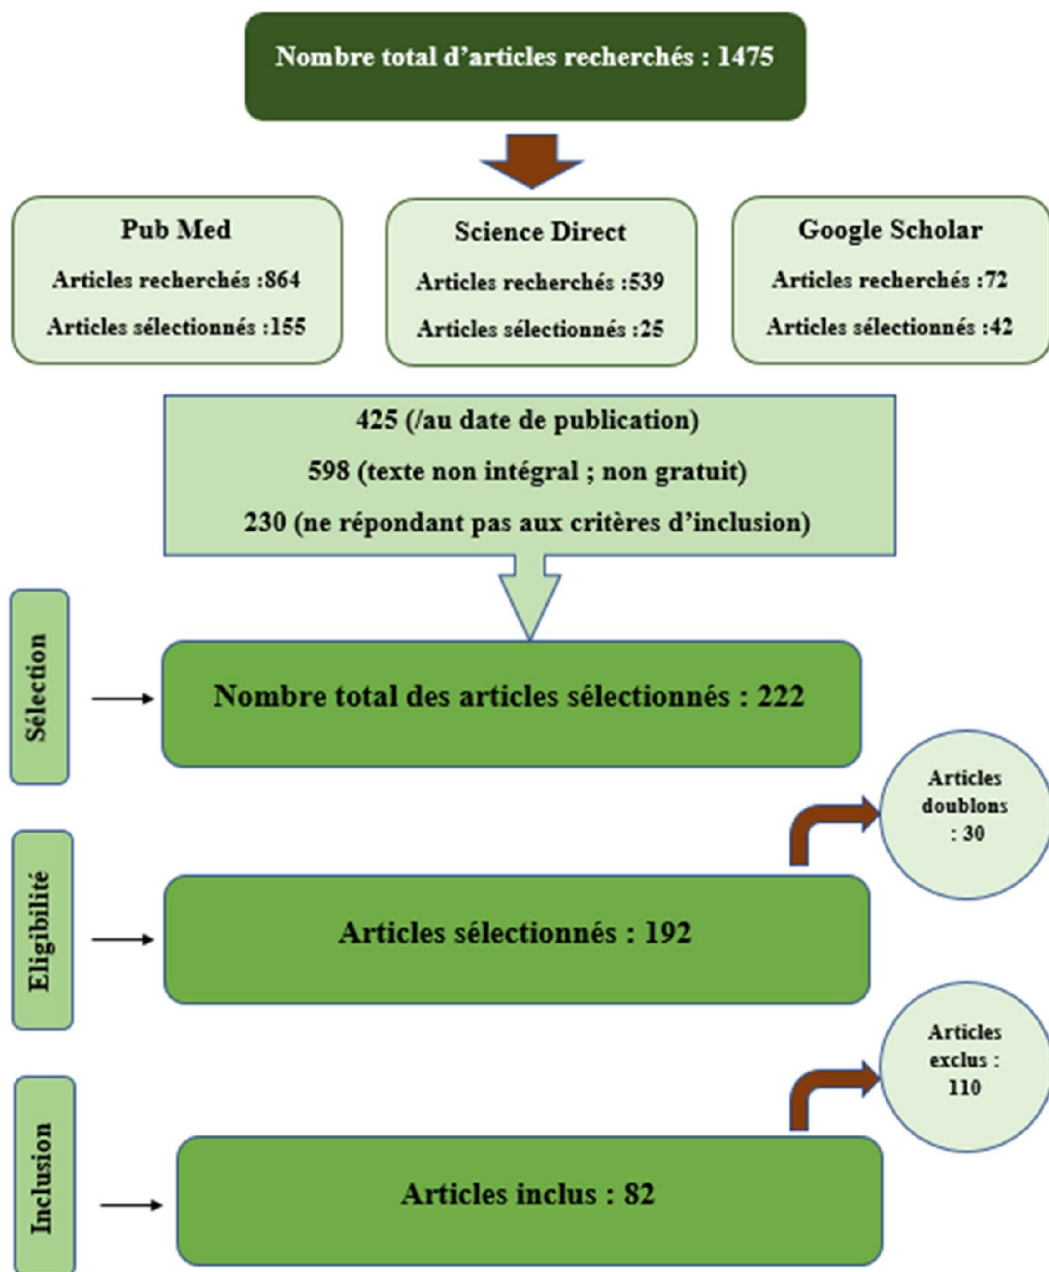 Nombre total d’articles recherchés : 1475
Pub Med
Articles recherchés :864
Articles sélectionnés :155
Science Direct
Articles recherchés :539
Articles sélectionnés :25
Google Scholar
Articles recherchés :72
Articles sélectionnés :42
425 (/au date de publication)
598 (texte non intégral ; non gratuit)
230 (ne répondant pas aux critères d’inclusion)
Sélection
Nombre total des articles sélectionnés : 222
Articles
doublons
: 30
Eligibilité
Articles sélectionnés : 192
Articles
exclus :
110
Inclusion
Articles inclus : 82